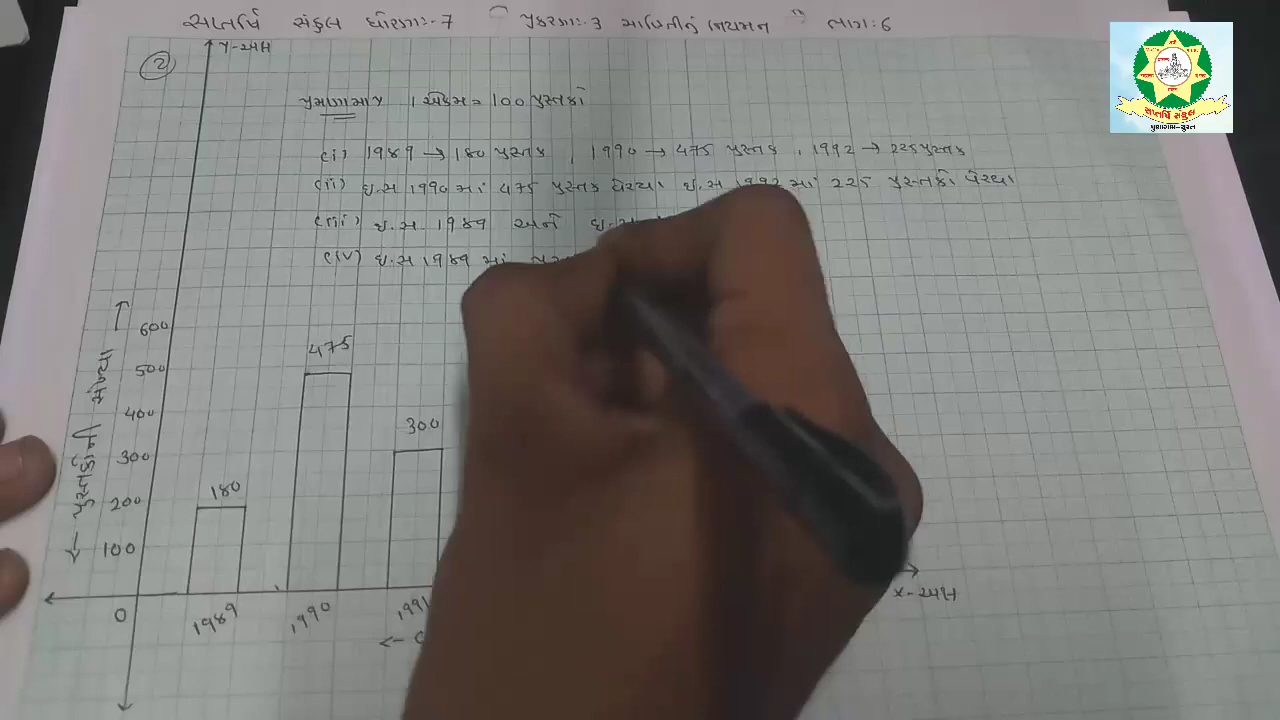 સપ્તર્ષિ સંકુલ ધોરણઃ-7 પ્રકરણઃ-3 માહિતીનું નિયમન ભાગઃ6
2 Y-અક્ષ
પ્રમાણમાપ 1 એકમ = 100 પુસ્તકો
(i) 1989 → 180 પુસ્તક , 1990 → 475 પુસ્તક , 1992 → 225 પુસ્તક
(ii) ઇ.સ 1990 માં 475 પુસ્તક વેચ્યા ઇ.સ 1992 માં 225 પુસ્તકો વેચ્યા
(iii) ઇ.સ. 1989 અને ઇ.સ
(iv) ઇ.સ 1989 માં
600
500
400
300
200
100
0
← પુસ્તકોની સંખ્યા →
180
475
300
1989
1990
1991
X-અક્ષ
સપ્તર્ષિ સંકુલ
પુણાગામ-સુરત